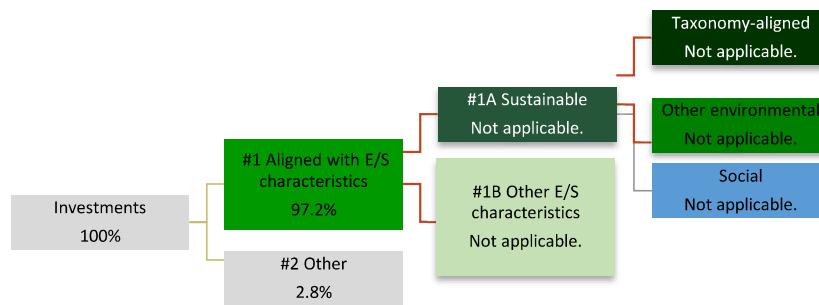 Investments
100%
#1 Aligned with E/S
characteristics
97.2%
#2 Other
2.8%
#1A Sustainable
Not applicable.
#1B Other E/S
characteristics
Not applicable.
Taxonomy-aligned
Not applicable.
Other environmental
Not applicable.
Social
Not applicable.